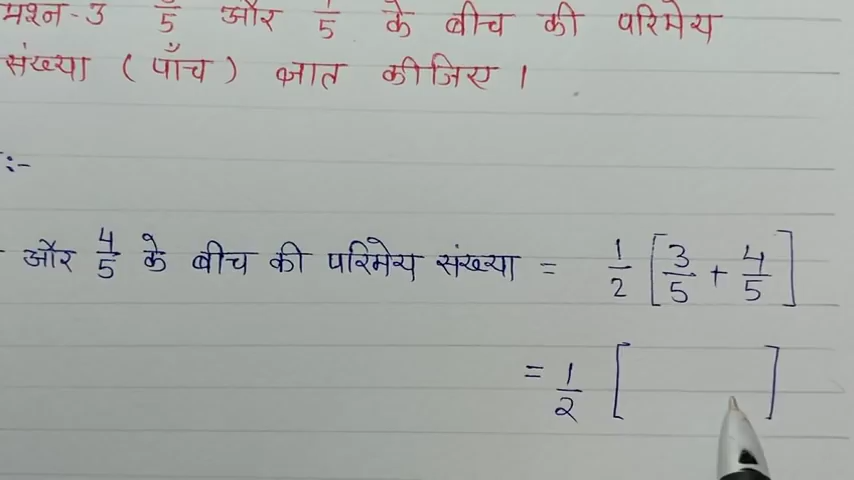 प्रश्न-3 3/5 और 4/5 के बीच की परिमेय
संख्या ( पाँच ) ज्ञात कीजिए ।
:-
और 4/5 के बीच की परिमेय संख्या = 1/2 [3/5 + 4/5]
= 1/2 [ ]